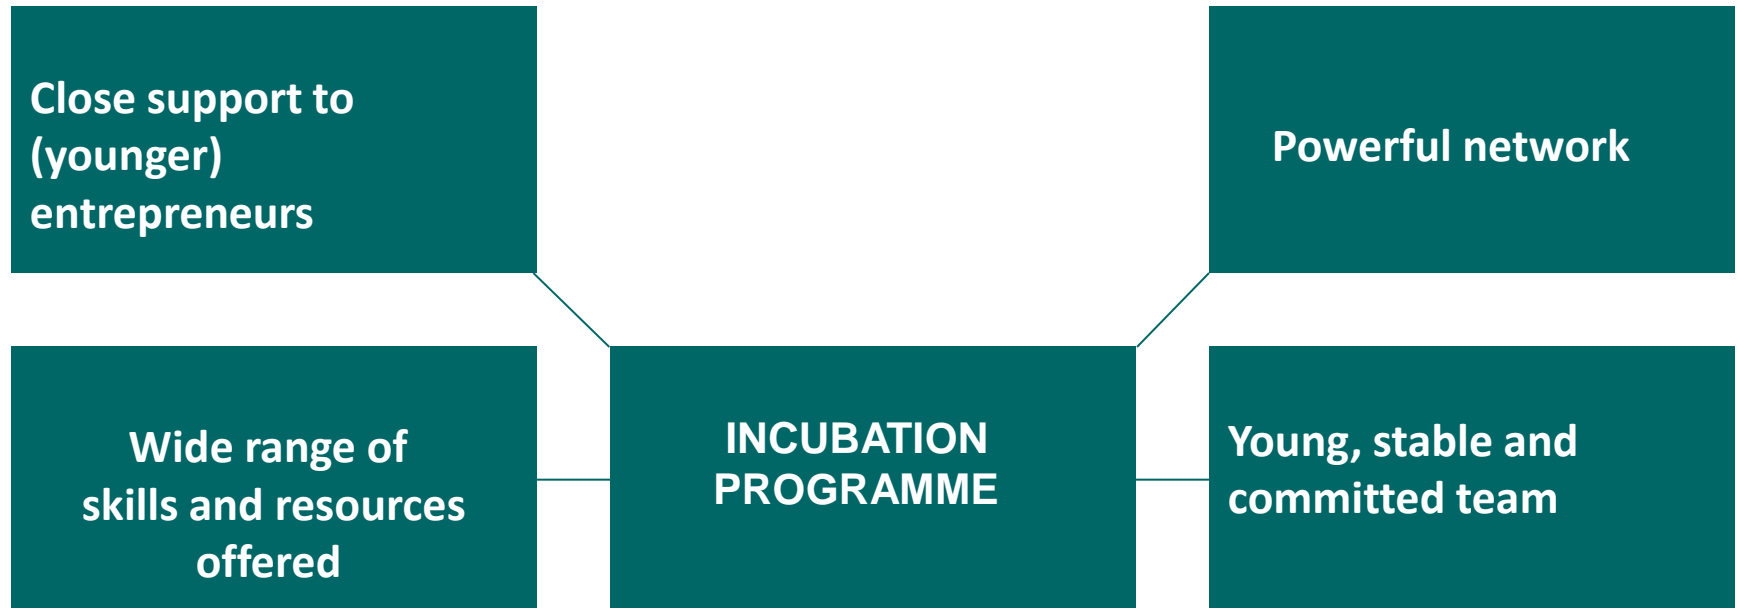 Close support to
(younger)
entrepreneurs
Powerful network
Wide range of
skills and resources
offered
INCUBATION
PROGRAMME
Young, stable and
committed team